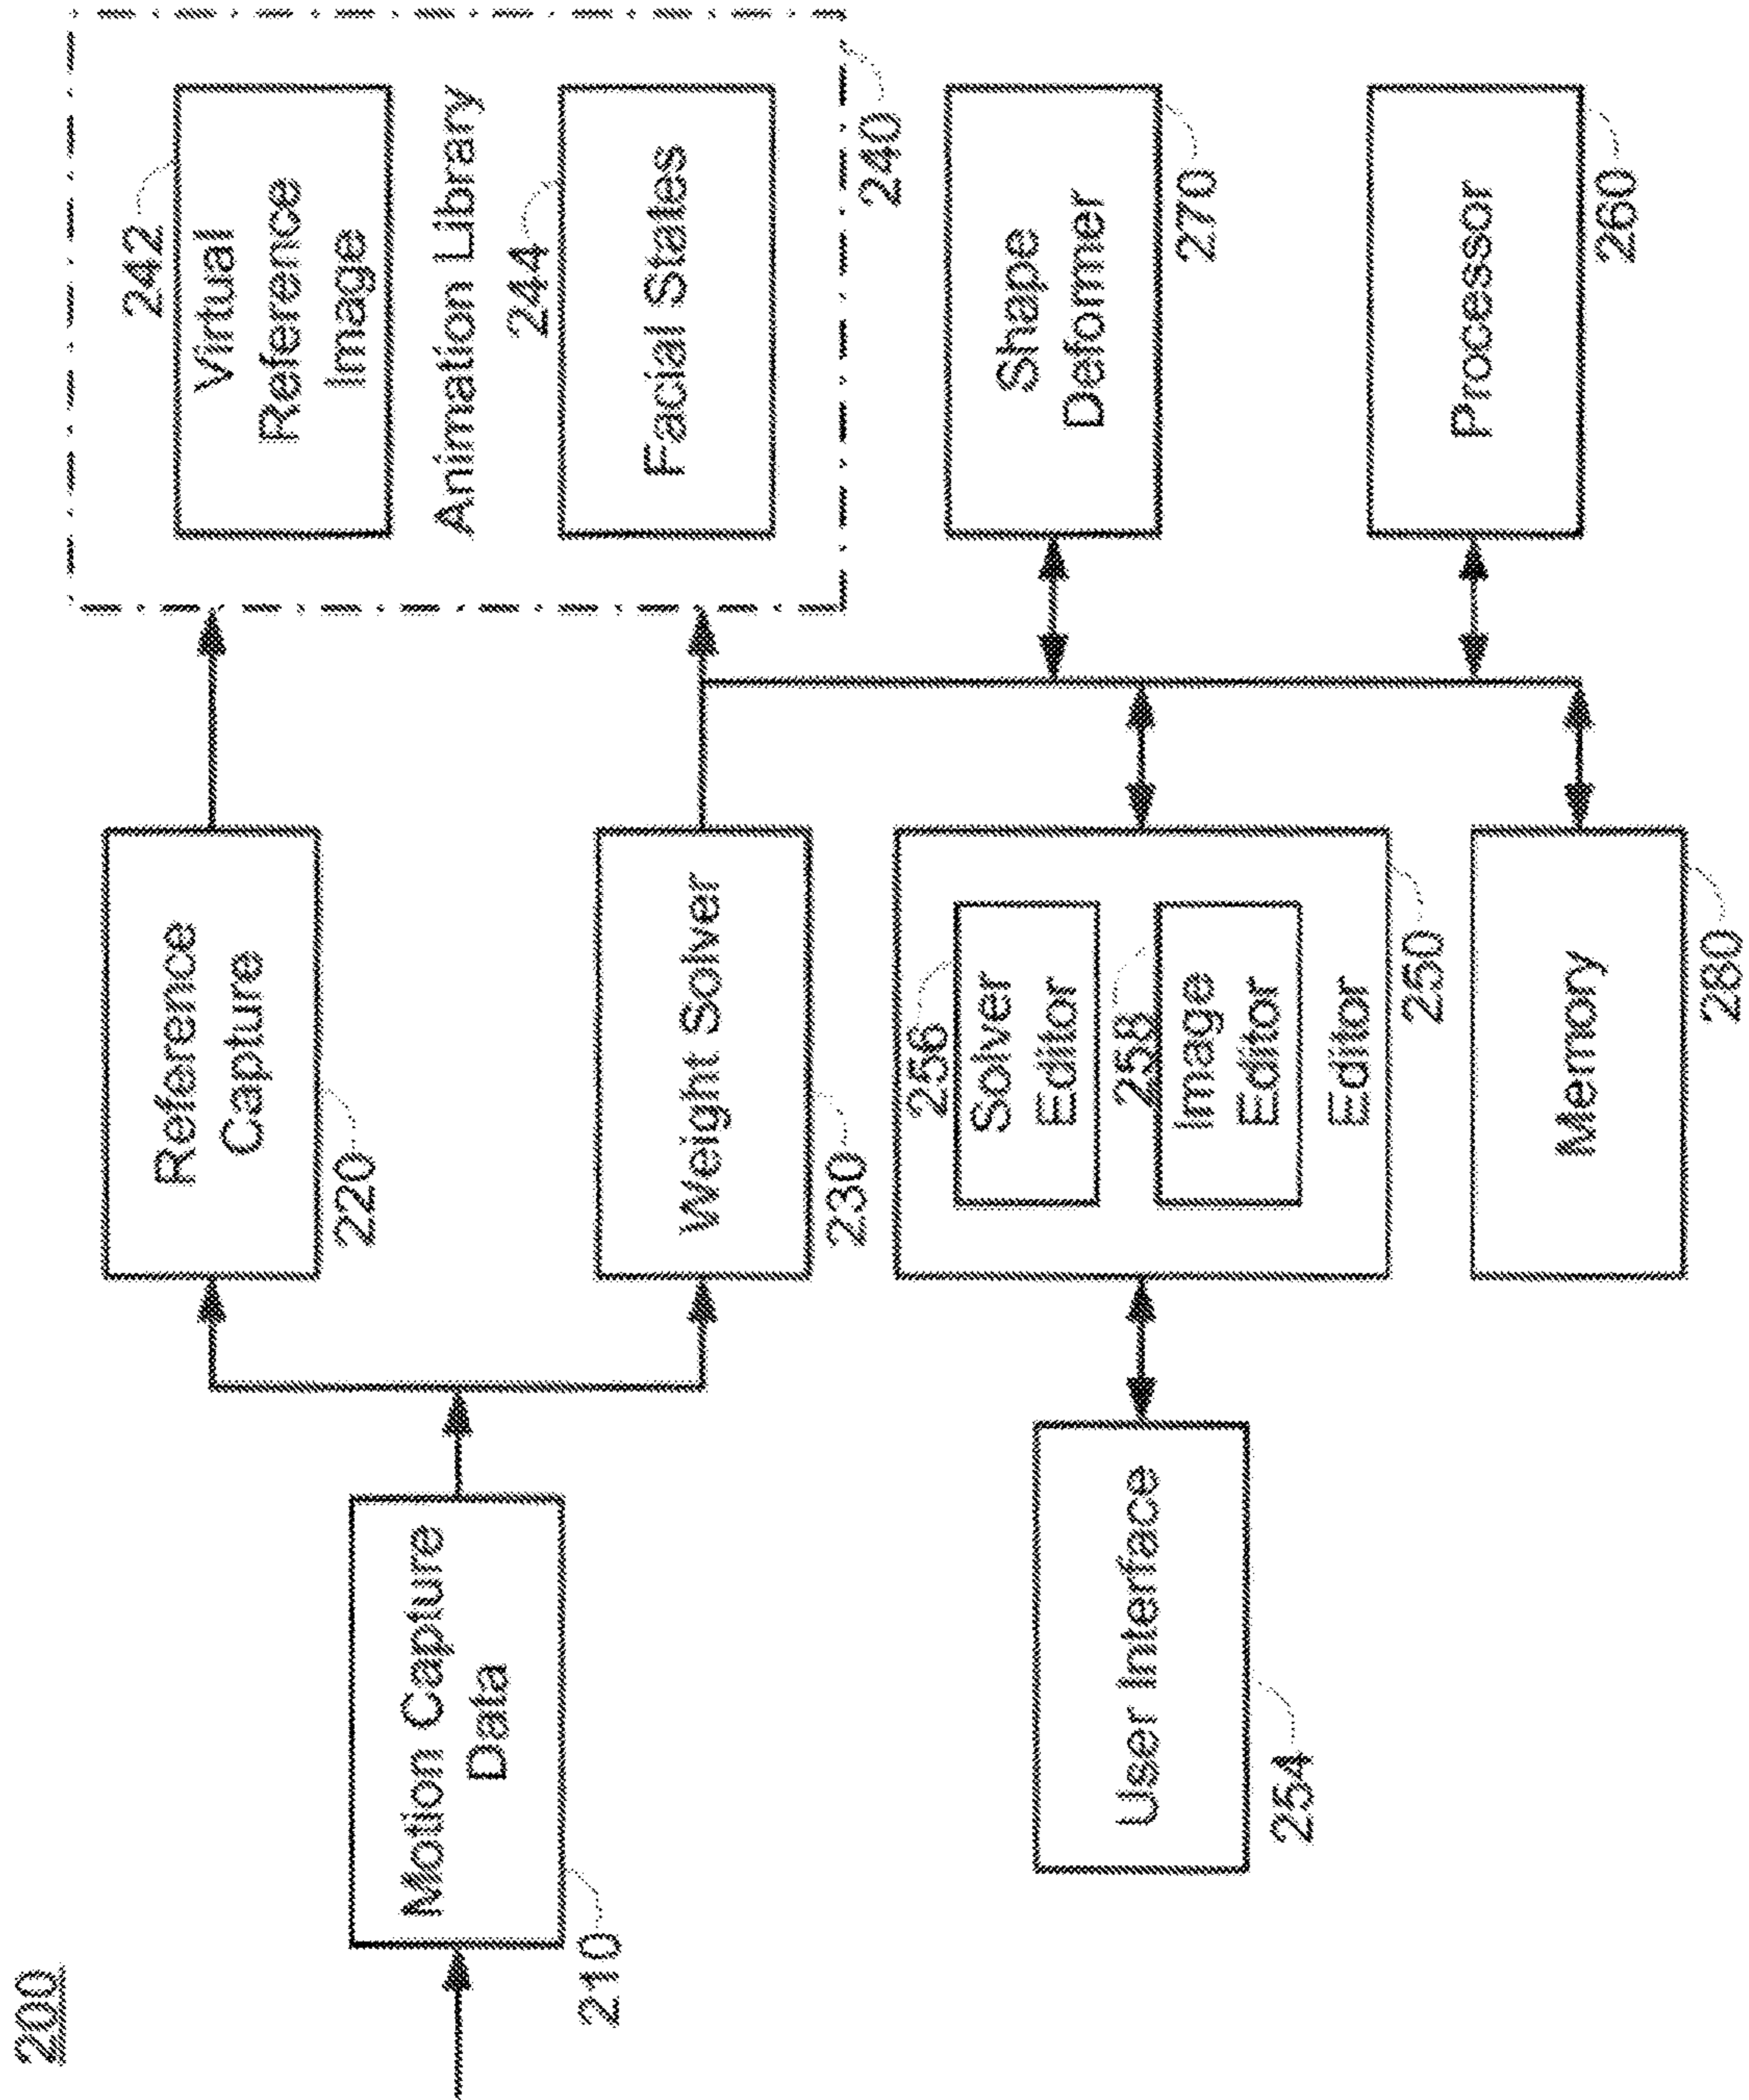 200
Motion Capture
Data
210
Reference
Capture
220
Weight Solver
230
242
Virtual
Reference
Image
Animation Library
244
Facial States
240
User Interface
254
256
Solver
Editor
258
Image
Editor
Editor
250
Shape
Deformer
270
Memory
280
Processor
260